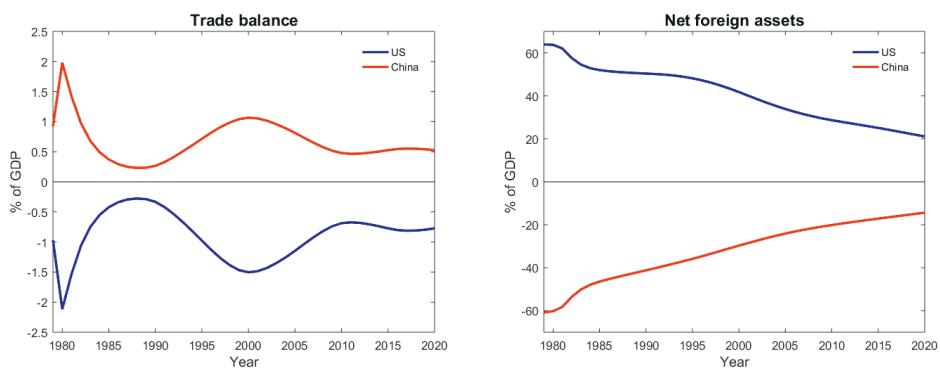 Trade balance
2.5
2
1.5
1
0.5
0
-0.5
-1
-1.5
-2
-2.5
% of GDP
US
China
1980 1985 1990 1995 2000 2005 2010 2015 2020
Year
Net foreign assets
60
40
20
0
-20
-40
-60
% of GDP
US
China
1980 1985 1990 1995 2000 2005 2010 2015 2020
Year